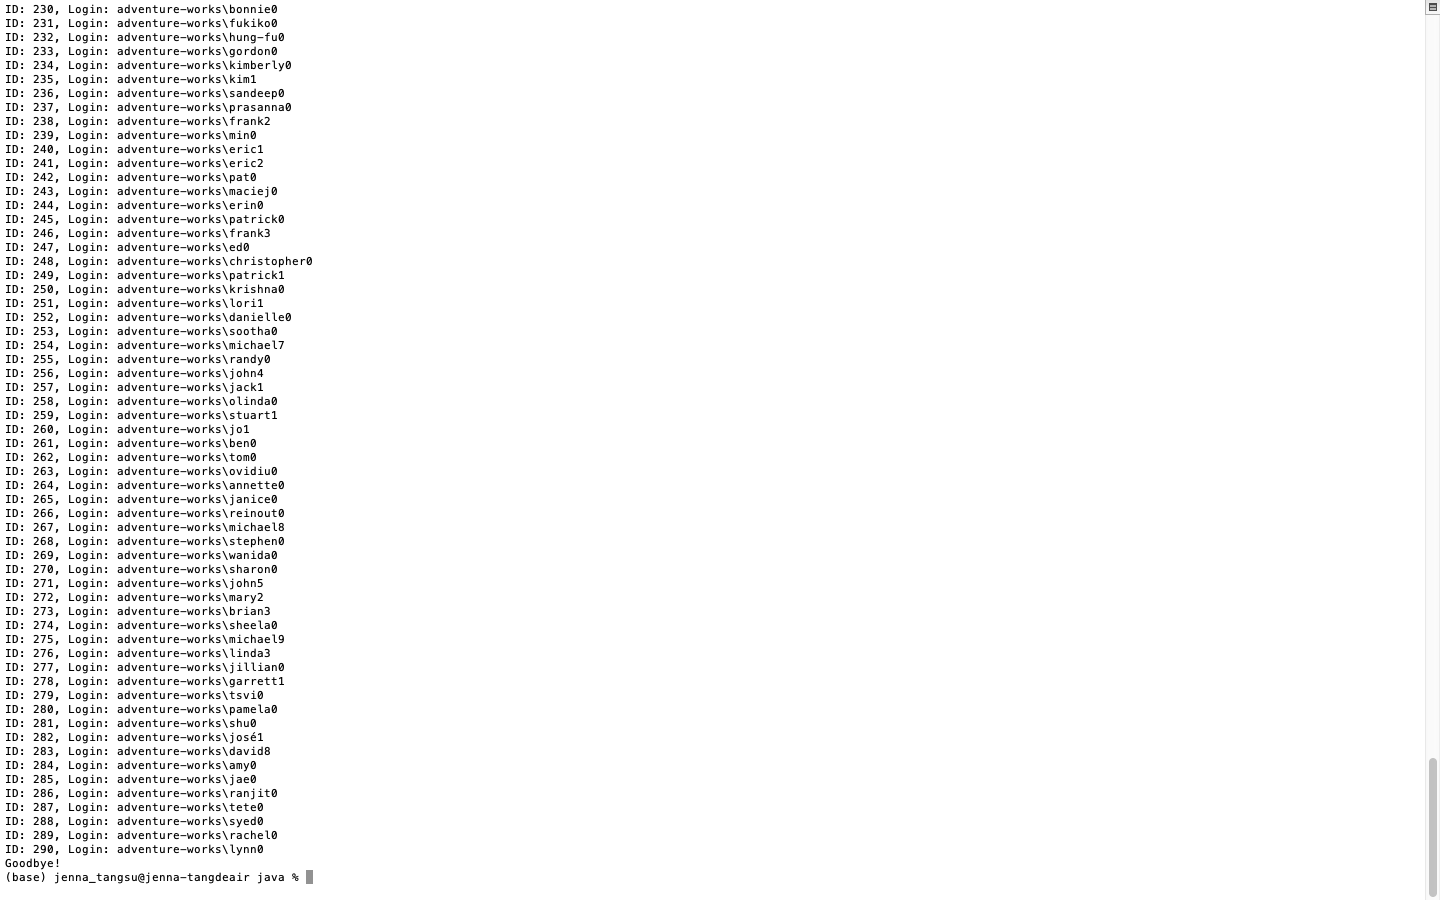 ID: 230, Login: adventure-works\bonnie0
ID: 231, Login: adventure-works\fukiko0
ID: 232, Login: adventure-works\hung-fu0
ID: 233, Login: adventure-works\gordon0
ID: 234, Login: adventure-works\kimberly0
ID: 235, Login: adventure-works\kim1
ID: 236, Login: adventure-works\sandeep0
ID: 237, Login: adventure-works\prasanna0
ID: 238, Login: adventure-works\frank2
ID: 239, Login: adventure-works\min0
ID: 240, Login: adventure-works\eric1
ID: 241, Login: adventure-works\eric2
ID: 242, Login: adventure-works\pat0
ID: 243, Login: adventure-works\maciej0
ID: 244, Login: adventure-works\erin0
ID: 245, Login: adventure-works\patrick0
ID: 246, Login: adventure-works\frank3
ID: 247, Login: adventure-works\ed0
ID: 248, Login: adventure-works\christopher0
ID: 249, Login: adventure-works\patrick1
ID: 250, Login: adventure-works\krishna0
ID: 251, Login: adventure-works\lori1
ID: 252, Login: adventure-works\danielle0
ID: 253, Login: adventure-works\sootha0
ID: 254, Login: adventure-works\michael7
ID: 255, Login: adventure-works\randy0
ID: 256, Login: adventure-works\john4
ID: 257, Login: adventure-works\jack1
ID: 258, Login: adventure-works\olinda0
ID: 259, Login: adventure-works\stuart1
ID: 260, Login: adventure-works\jo1
ID: 261, Login: adventure-works\ben0
ID: 262, Login: adventure-works\tom0
ID: 263, Login: adventure-works\ovidiu0
ID: 264, Login: adventure-works\annette0
ID: 265, Login: adventure-works\janice0
ID: 266, Login: adventure-works\reinout0
ID: 267, Login: adventure-works\michael8
ID: 268, Login: adventure-works\stephen0
ID: 269, Login: adventure-works\wanida0
ID: 270, Login: adventure-works\sharon0
ID: 271, Login: adventure-works\john5
ID: 272, Login: adventure-works\mary2
ID: 273, Login: adventure-works\brian3
ID: 274, Login: adventure-works\sheela0
ID: 275, Login: adventure-works\michael9
ID: 276, Login: adventure-works\linda3
ID: 277, Login: adventure-works\jillian0
ID: 278, Login: adventure-works\garrett1
ID: 279, Login: adventure-works\tsvi0
ID: 280, Login: adventure-works\pamela0
ID: 281, Login: adventure-works\shu0
ID: 282, Login: adventure-works\josé1
ID: 283, Login: adventure-works\david8
ID: 284, Login: adventure-works\amy0
ID: 285, Login: adventure-works\jae0
ID: 286, Login: adventure-works\ranjit0
ID: 287, Login: adventure-works\tete0
ID: 288, Login: adventure-works\syed0
ID: 289, Login: adventure-works\rachel0
ID: 290, Login: adventure-works\lynn0
Goodbye!
(base) jenna_tangsu@jenna-tangdeair java %